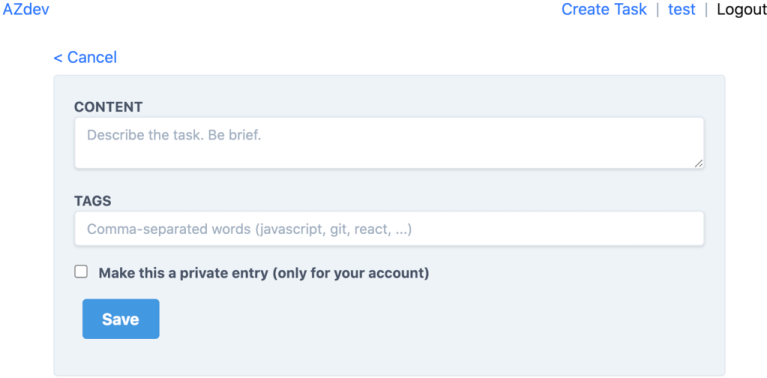 AZdev
Create Task | test | Logout
< Cancel
CONTENT
Describe the task. Be brief.
TAGS
Comma-separated words (javascript, git, react, ...)
Make this a private entry (only for your account)
Save